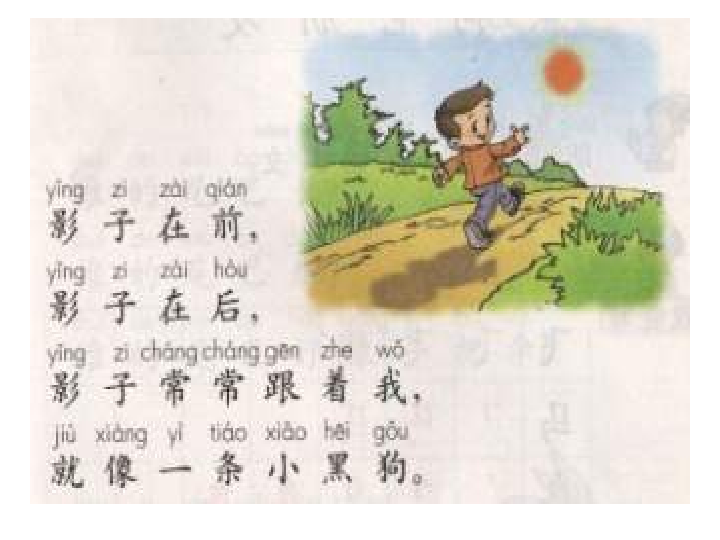 yǐng zi zài qián
影子在前，
yǐng zi zài hòu
影子在后，
yǐng zi cháng cháng gēn zhe wǒ
影子常常跟着我，
jiù xiàng yì tiáo xiǎo hēi gǒu
就像一条小黑狗。